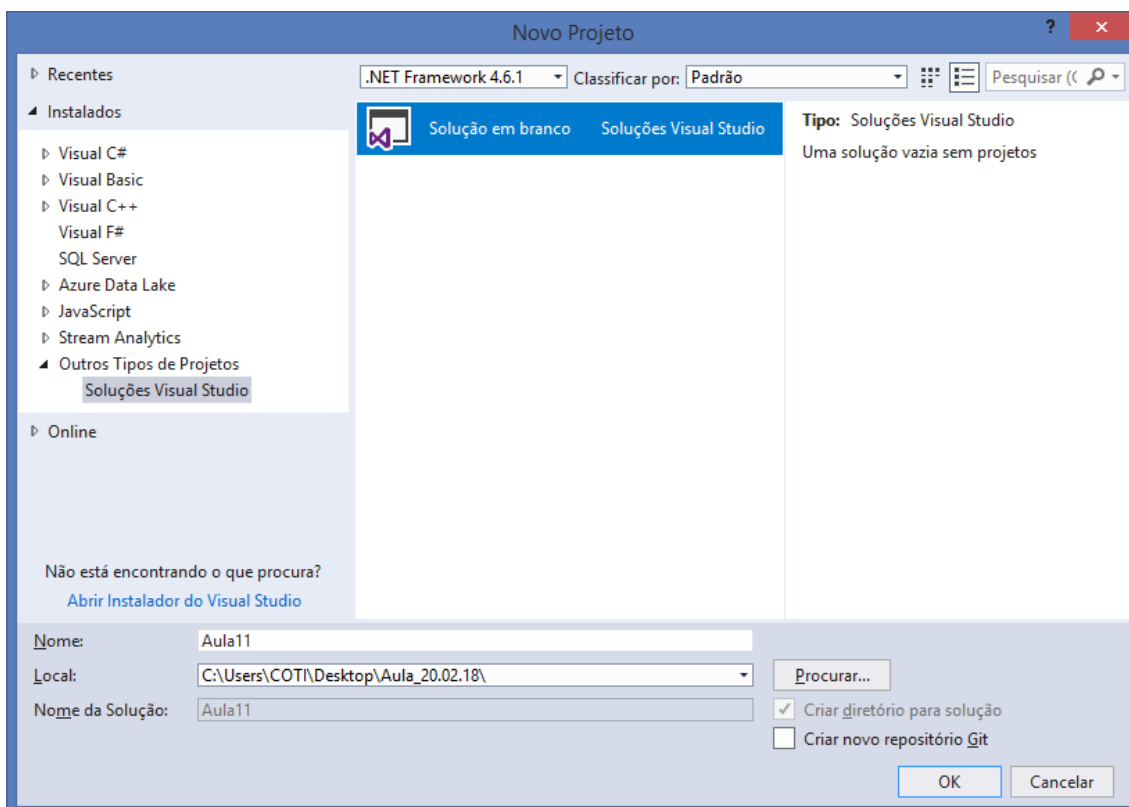 Novo Projeto
?
Recentes
.NET Framework 4.6.1
Classificar por:
Padrão
Pesquisar ((
Instalados
Visual C#
Visual Basic
Visual C++
Visual F#
SQL Server
Azure Data Lake
JavaScript
Stream Analytics
Outros Tipos de Projetos
Soluções Visual Studio
Online
Não está encontrando o que procura?
Abrir Instalador do Visual Studio
Solução em branco Soluções Visual Studio
Tipo: Soluções Visual Studio
Uma solução vazia sem projetos
Nome: Aula11
Local: C:\Users\COTI\Desktop\Aula_20.02.18\
Procurar...
Nome da Solução: Aula11
Criar diretório para solução
Criar novo repositório Git
OK
Cancelar